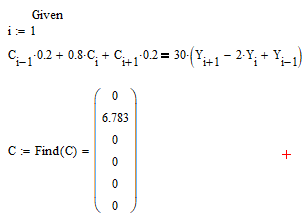 Given
i := 1
C_{i−1}·0.2 + 0.8·C_i + C_{i+1}·0.2 = 30·(Y_{i+1} − 2·Y_i + Y_{i−1})
C := Find(C) =
0
6.783
0
0
0
0